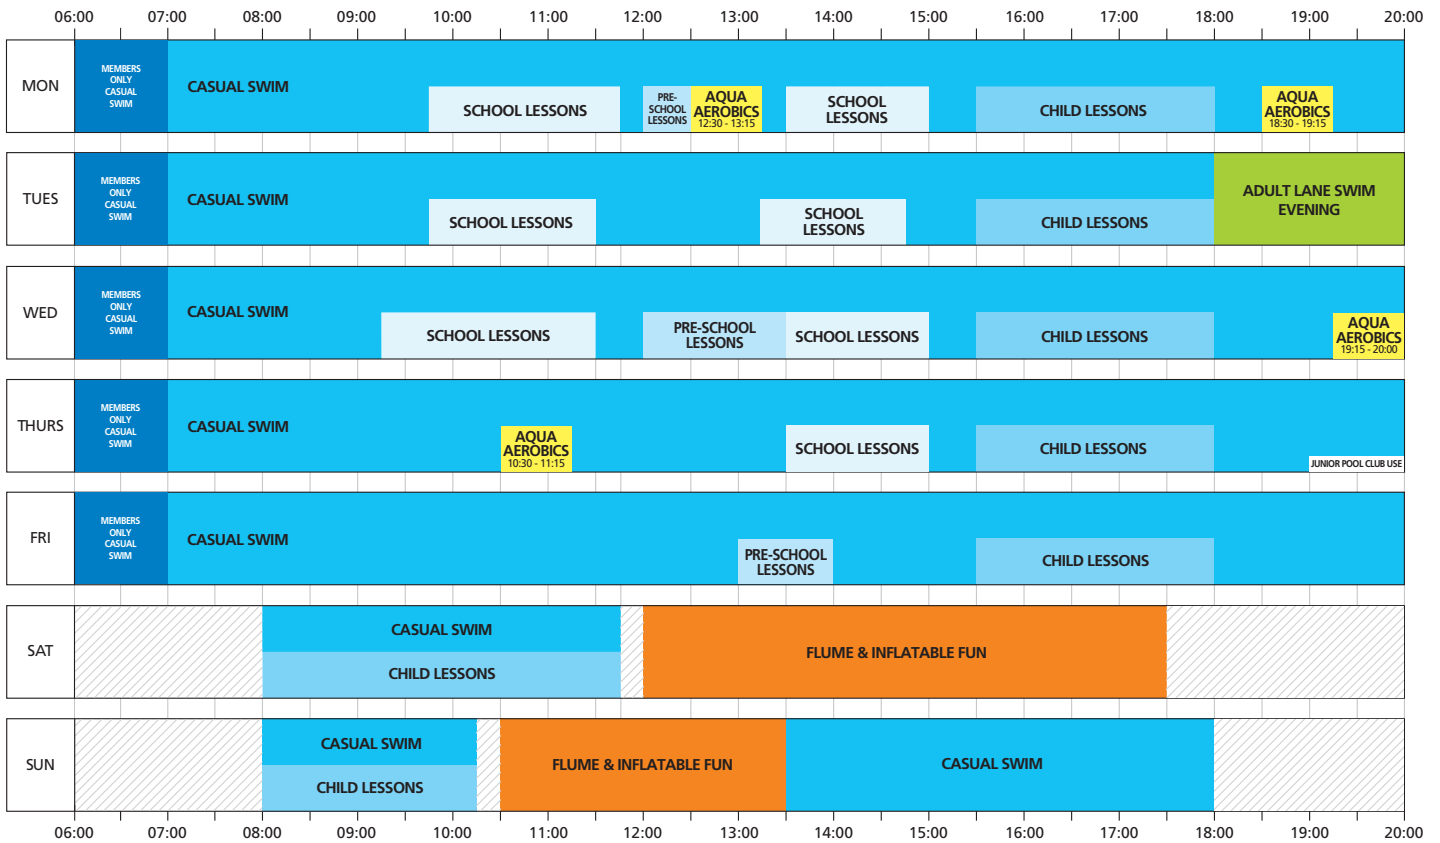 06:00 07:00 08:00 09:00 10:00 11:00 12:00 13:00 14:00 15:00 16:00 17:00 18:00 19:00 20:00
MON
MEMBERS
ONLY
CASUAL
SWIM
CASUAL SWIM
SCHOOL LESSONS
PRE-
SCHOOL
LESSONS
AQUA
AEROBICS
12:30 - 13:15
SCHOOL
LESSONS
CHILD LESSONS
AQUA
AEROBICS
18:30 - 19:15
TUES
MEMBERS
ONLY
CASUAL
SWIM
CASUAL SWIM
SCHOOL LESSONS
SCHOOL
LESSONS
CHILD LESSONS
ADULT LANE SWIM
EVENING
WED
MEMBERS
ONLY
CASUAL
SWIM
CASUAL SWIM
SCHOOL LESSONS
PRE-SCHOOL
LESSONS
SCHOOL LESSONS
CHILD LESSONS
AQUA
AEROBICS
19:15 - 20:00
THURS
MEMBERS
ONLY
CASUAL
SWIM
CASUAL SWIM
AQUA
AEROBICS
10:30 - 11:15
SCHOOL LESSONS
CHILD LESSONS
JUNIOR POOL CLUB USE
FRI
MEMBERS
ONLY
CASUAL
SWIM
CASUAL SWIM
PRE-SCHOOL
LESSONS
CHILD LESSONS
SAT
CASUAL SWIM
CHILD LESSONS
FLUME & INFLATABLE FUN
SUN
CASUAL SWIM
CHILD LESSONS
FLUME & INFLATABLE FUN
CASUAL SWIM
06:00 07:00 08:00 09:00 10:00 11:00 12:00 13:00 14:00 15:00 16:00 17:00 18:00 19:00 20:00